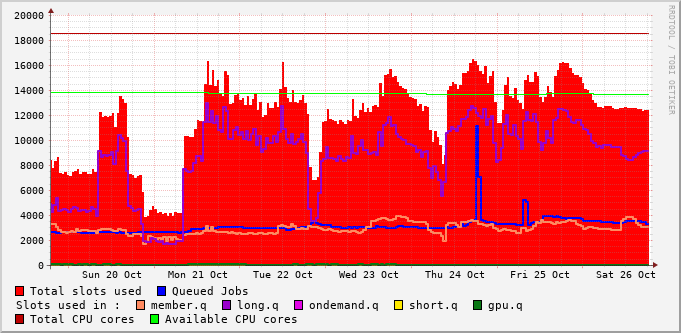 RRDTOOL / TOBI OETIKER
20000
18000
16000
14000
12000
10000
8000
6000
4000
2000
0
Sun 20 Oct Mon 21 Oct Tue 22 Oct Wed 23 Oct Thu 24 Oct Fri 25 Oct Sat 26 Oct
Total slots used Queued Jobs
Slots used in : member.q long.q ondemand.q short.q gpu.q
Total CPU cores Available CPU cores